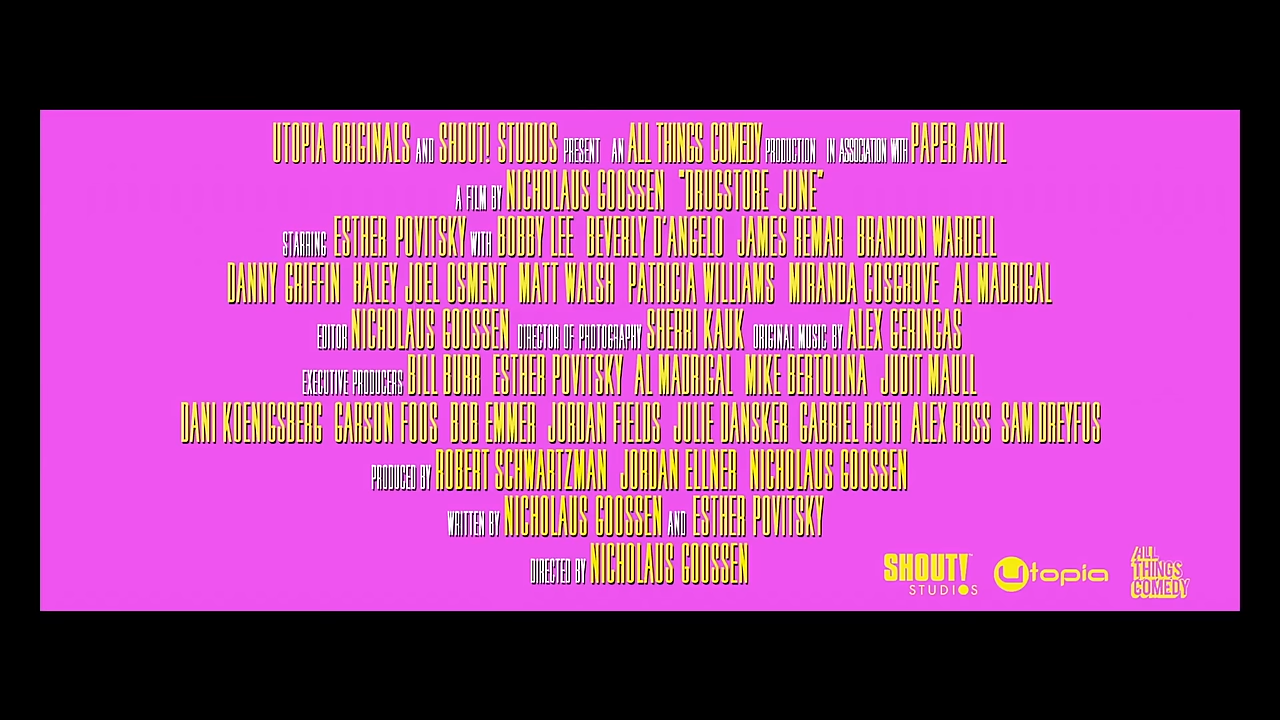 UTOPIA ORIGINALS AND SHOUT! STUDIOS PRESENT AN ALL THINGS COMEDY PRODUCTION IN ASSOCIATION WITH PAPER ANVIL
A FILM BY NICHOLAUS GOOSSEN "DRUGSTORE JUNE"
STARRING ESTHER POVITSKY WITH BOBBY LEE BEVERLY D'ANGELO JAMES REMAR BRANDON WARDELL
DANNY GRIFFIN HALEY JOEL OSMENT MATT WALSH PATRICIA WILLIAMS MIRANDA COSGROVE AL MADRIGAL
EDITOR NICHOLAUS GOOSSEN DIRECTOR OF PHOTOGRAPHY SHERRI KAUK ORIGINAL MUSIC BY ALEX GERINGAS
EXECUTIVE PRODUCERS BILL BURR ESTHER POVITSKY AL MADRIGAL MIKE BERTOLINA JUDIT MAULL
DANI KOENIGSBERG GARSON FOOS BOB EMMER JORDAN FIELDS JULIE DANSKER GABRIEL ROTH ALEX ROSS SAM DREYFUS
PRODUCED BY ROBERT SCHWARTZMAN JORDAN ELLNER NICHOLAUS GOOSSEN
WRITTEN BY NICHOLAUS GOOSSEN AND ESTHER POVITSKY
DIRECTED BY NICHOLAUS GOOSSEN
SHOUT!
STUDIOS
utopia
ALL
THINGS
COMEDY